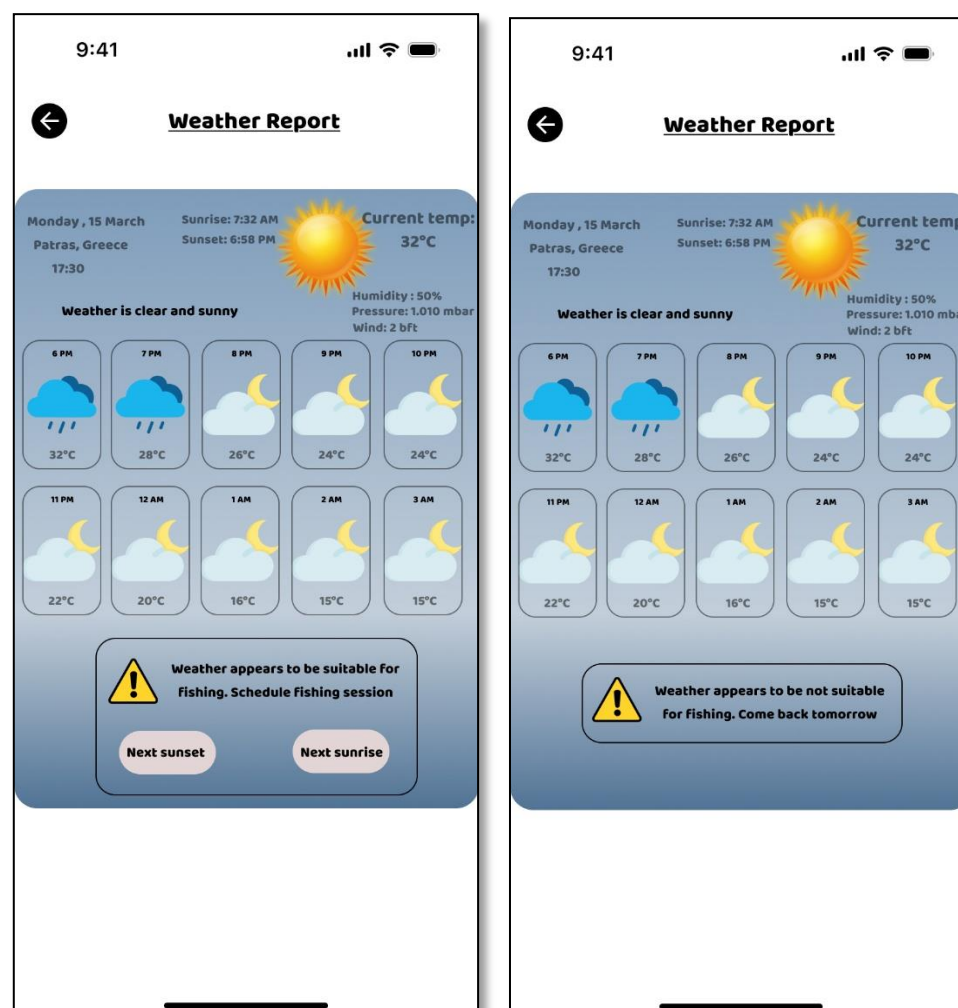 9:41
Weather Report
Monday , 15 March
Patras, Greece
17:30
Sunrise: 7:32 AM
Sunset: 6:58 PM
Current temp:
32°C
Weather is clear and sunny
Humidity : 50%
Pressure: 1.010 mbar
Wind: 2 bft
6 PM 7 PM 8 PM 9 PM 10 PM
32°C 28°C 26°C 24°C 24°C
11 PM 12 AM 1 AM 2 AM 3 AM
22°C 20°C 16°C 15°C 15°C
Weather appears to be suitable for
fishing. Schedule fishing session
Next sunset Next sunrise
9:41
Weather Report
Monday , 15 March
Patras, Greece
17:30
Sunrise: 7:32 AM
Sunset: 6:58 PM
Current temp
32°C
Weather is clear and sunny
Humidity : 50%
Pressure: 1.010 mba
Wind: 2 bft
6 PM 7 PM 8 PM 9 PM 10 PM
32°C 28°C 26°C 24°C 24°C
11 PM 12 AM 1 AM 2 AM 3 AM
22°C 20°C 16°C 15°C 15°C
Weather appears to be not suitable
for fishing. Come back tomorrow